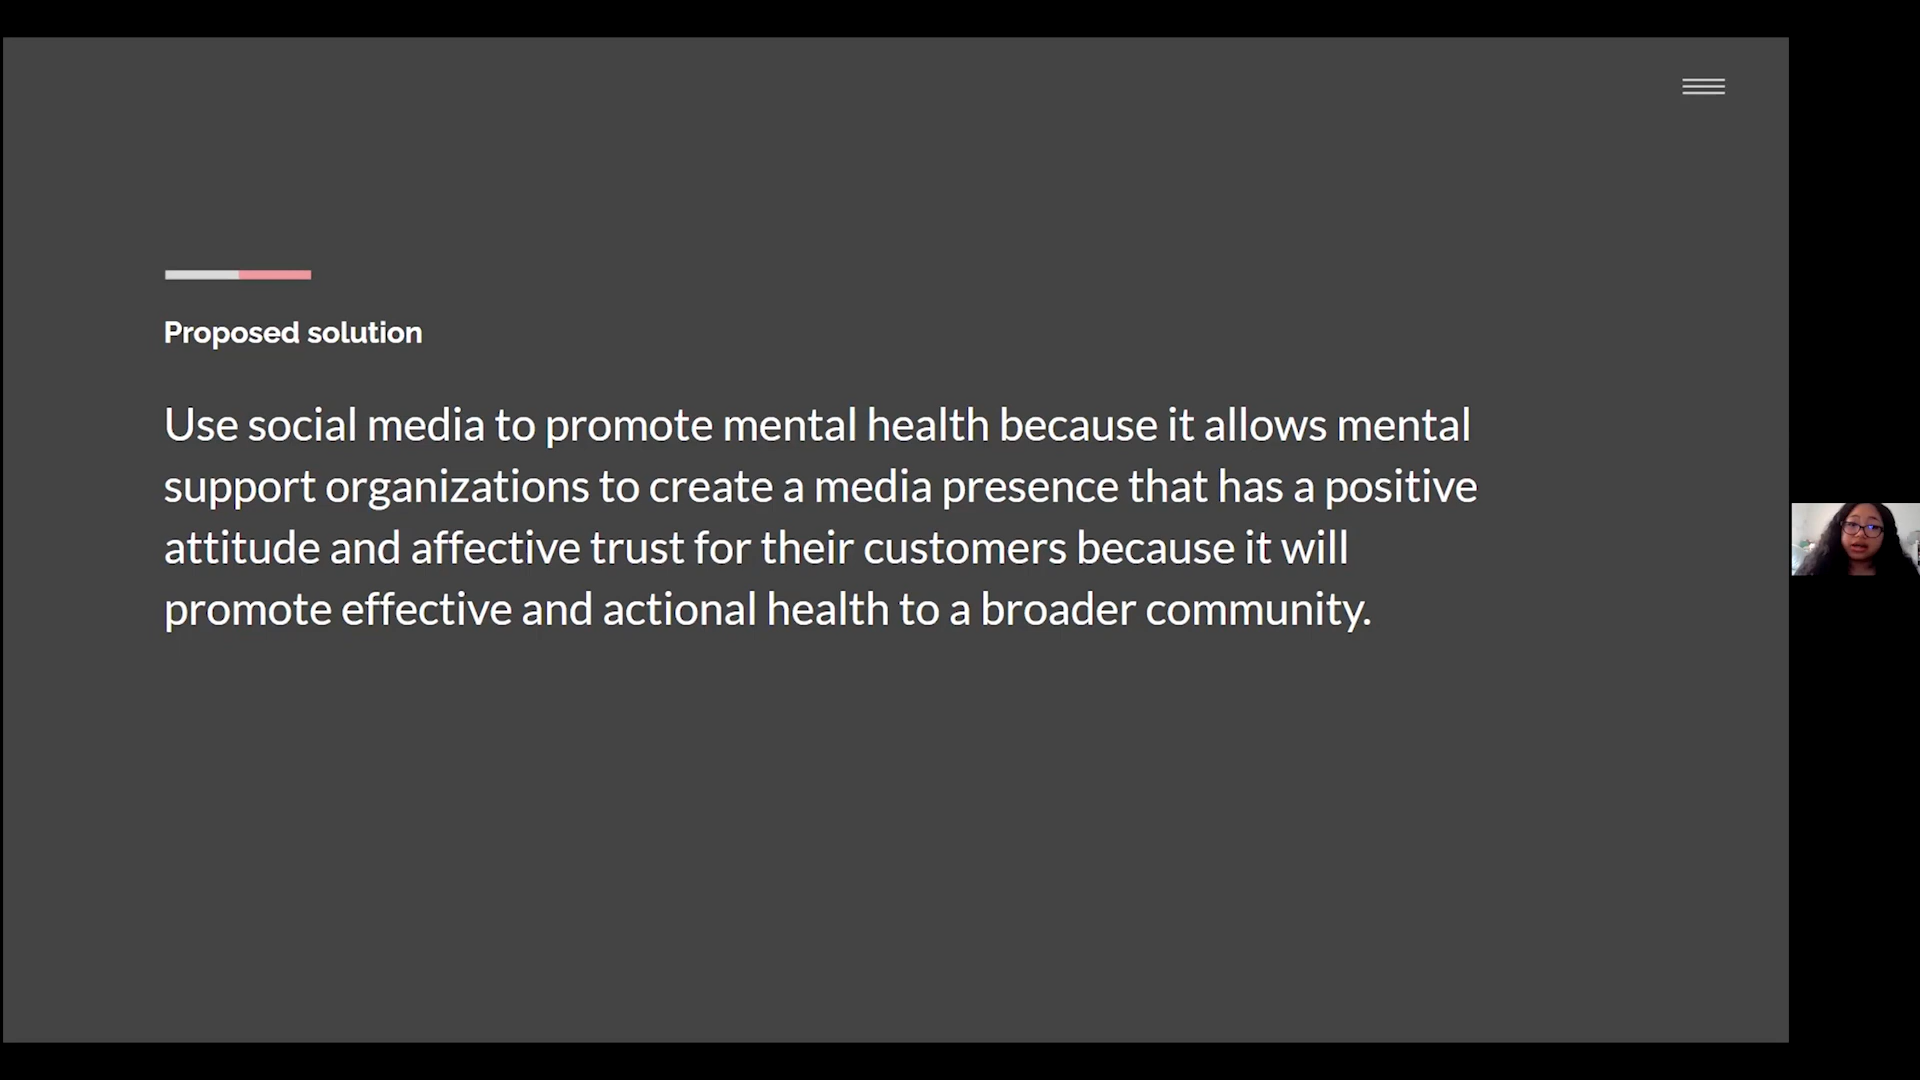 Proposed solution
Use social media to promote mental health because it allows mental
support organizations to create a media presence that has a positive
attitude and affective trust for their customers because it will
promote effective and actional health to a broader community.